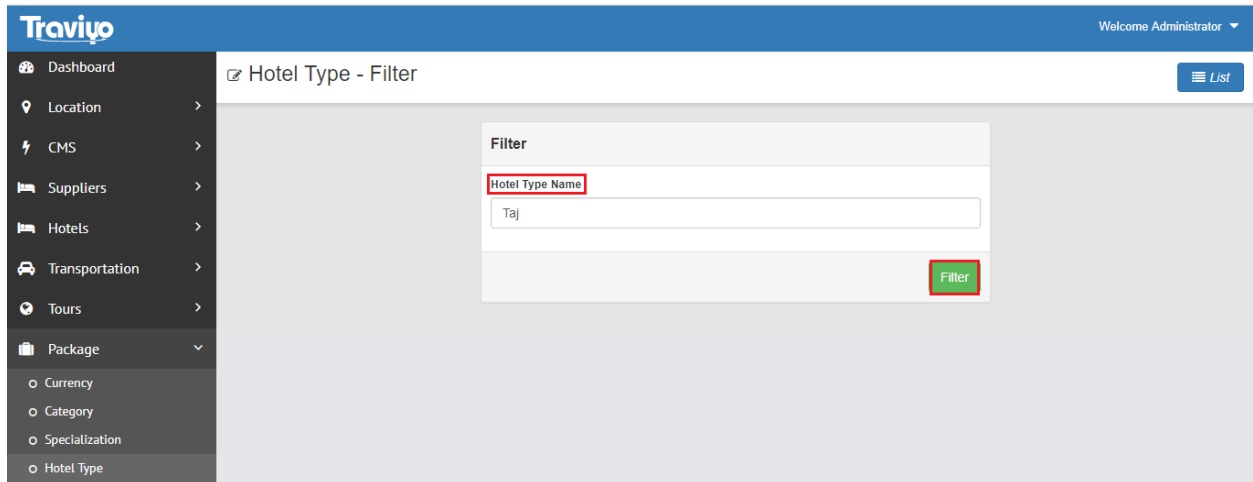 Traviyo
Welcome Administrator
Dashboard
Location
CMS
Suppliers
Hotels
Transportation
Tours
Package
Currency
Category
Specialization
Hotel Type
Hotel Type - Filter
List
Filter
Hotel Type Name
Taj
Filter